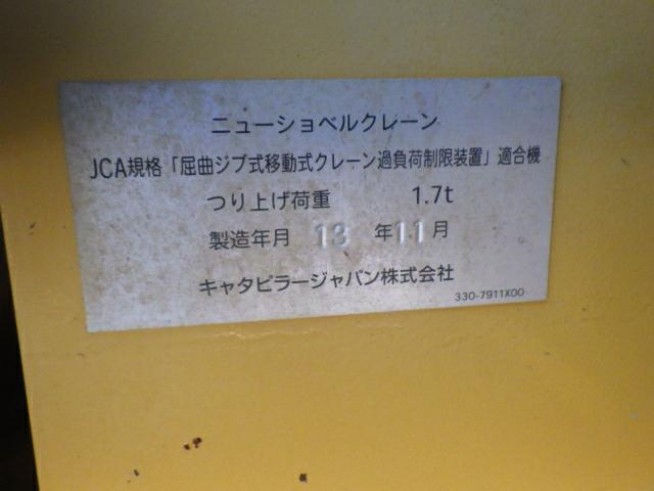 ニューショベルクレーン
JCA規格「屈曲ジブ式移動式クレーン過負荷制限装置」適合機
つり上げ荷重 1.7t
製造年月 13 年 11 月
キャタピラージャパン株式会社
330-7911X00